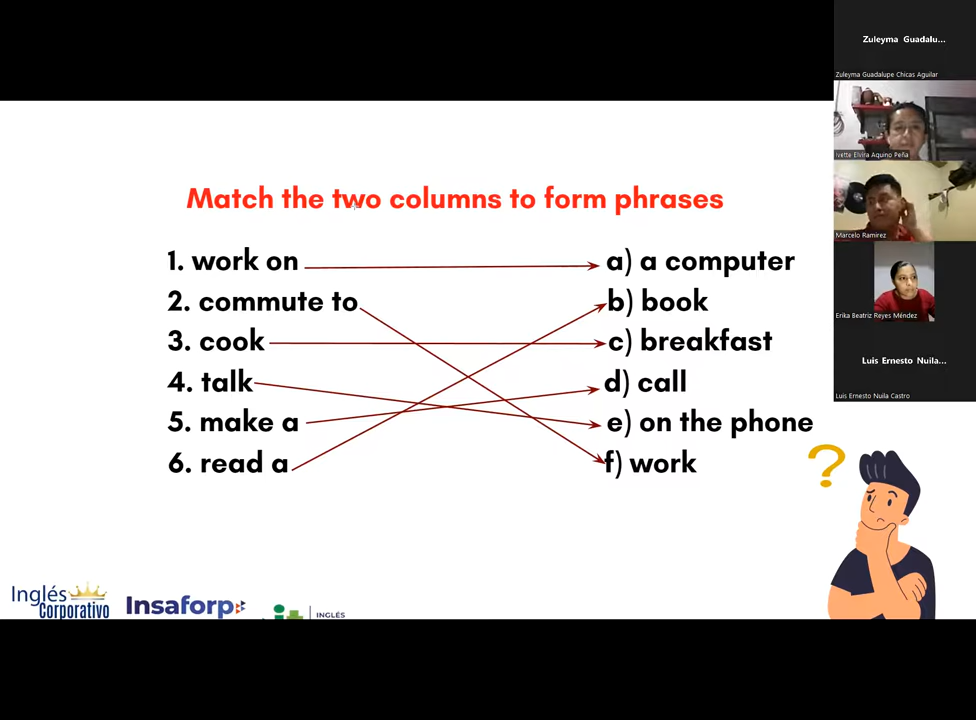 Zuleyma Guadalu...
Zuleyma Guadalupe Chicas Aguilar
Ivette Elvira Aquino Peña
Marcelo Ramirez
Erika Beatriz Reyes Méndez
Luis Ernesto Nuila...
Luis Ernesto Nuila Castro
Match the two columns to form phrases
1. work on a) a computer
2. commute to b) book
3. cook c) breakfast
4. talk d) call
5. make a e) on the phone
6. read a f) work
?
Inglés Corporativo
Insaforp
it INGLÉS